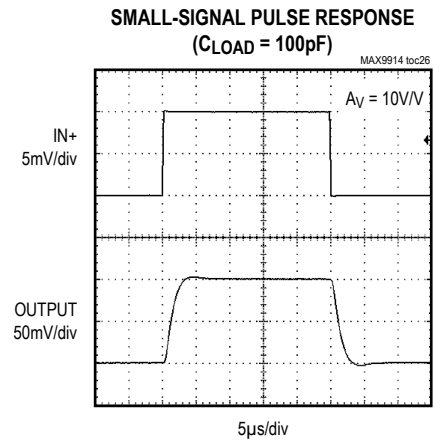 SMALL-SIGNAL PULSE RESPONSE
(CLOAD = 100pF)
MAX9914 toc26
AV = 10V/V
IN+
5mV/div
OUTPUT
50mV/div
5µs/div